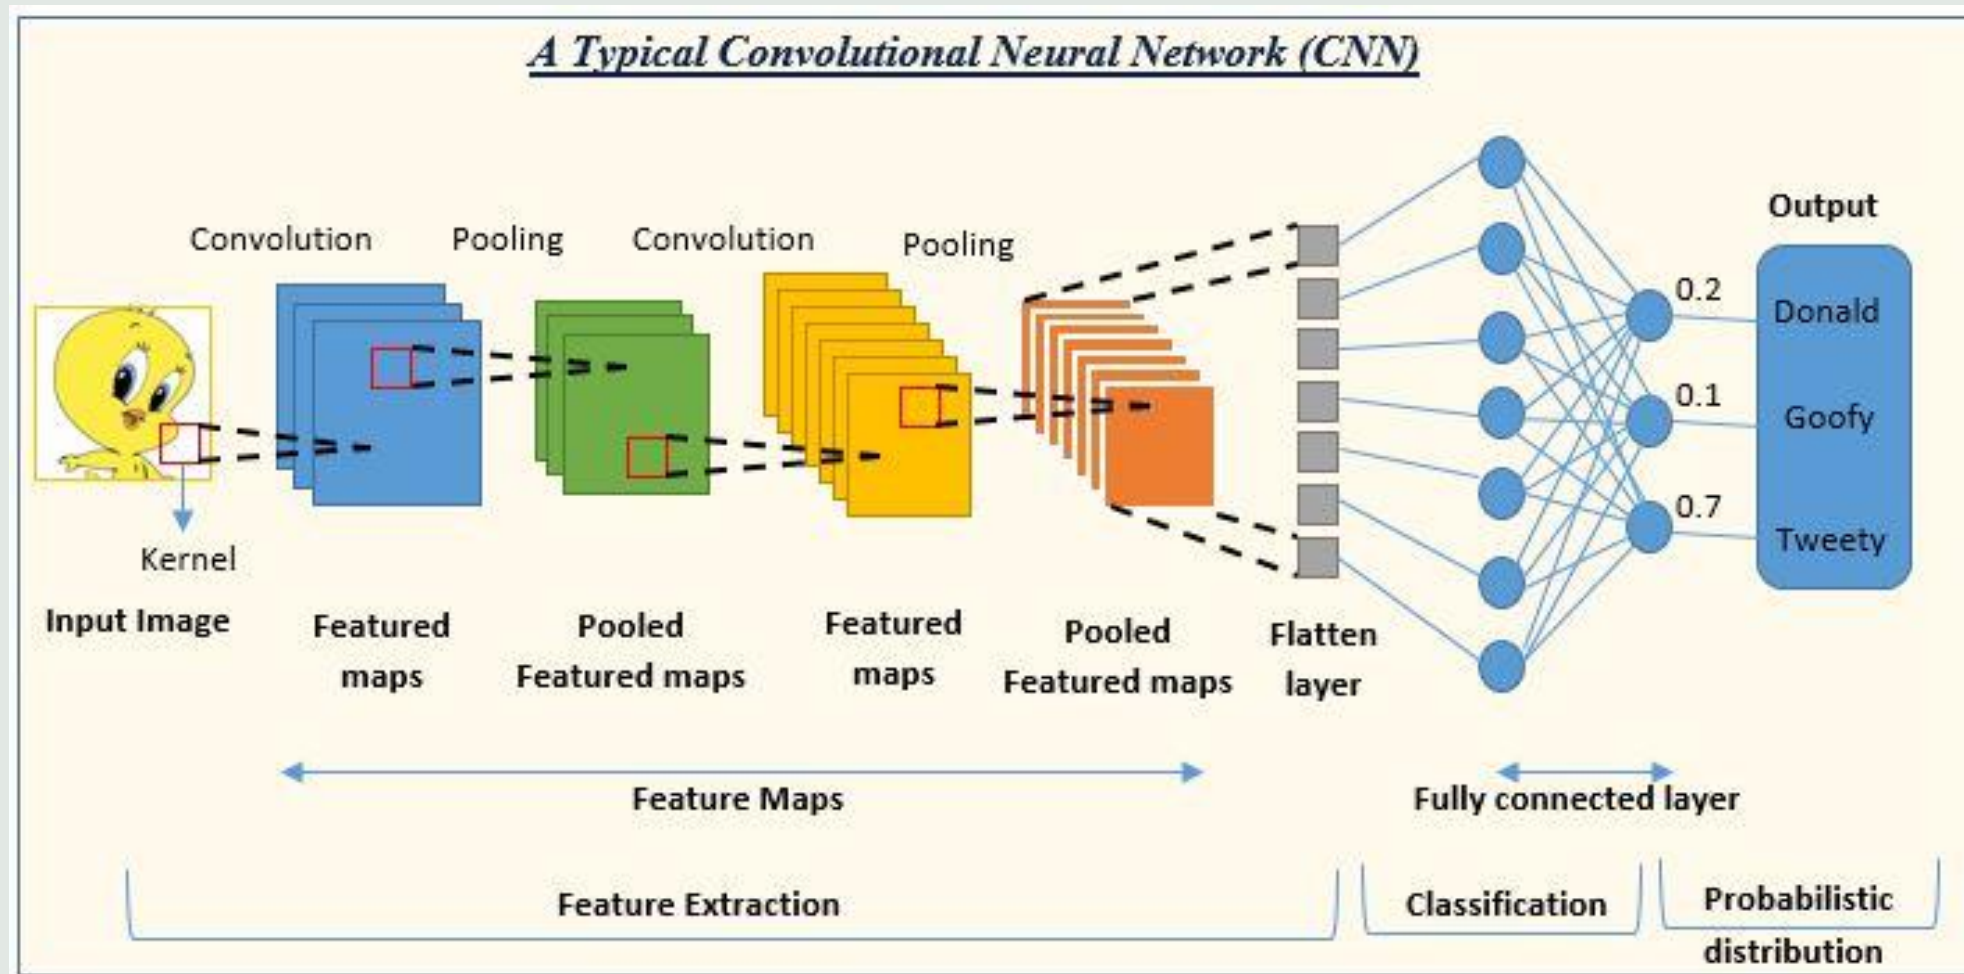 A Typical Convolutional Neural Network (CNN)
Convolution
Pooling
Convolution
Pooling
Output
0.2
Donald
0.1
Goofy
0.7
Tweety
Kernel
Input Image
Featured
maps
Pooled
Featured maps
Featured
maps
Pooled
Featured maps
Flatten
layer
Feature Maps
Fully connected layer
Feature Extraction
Classification
Probabilistic
distribution